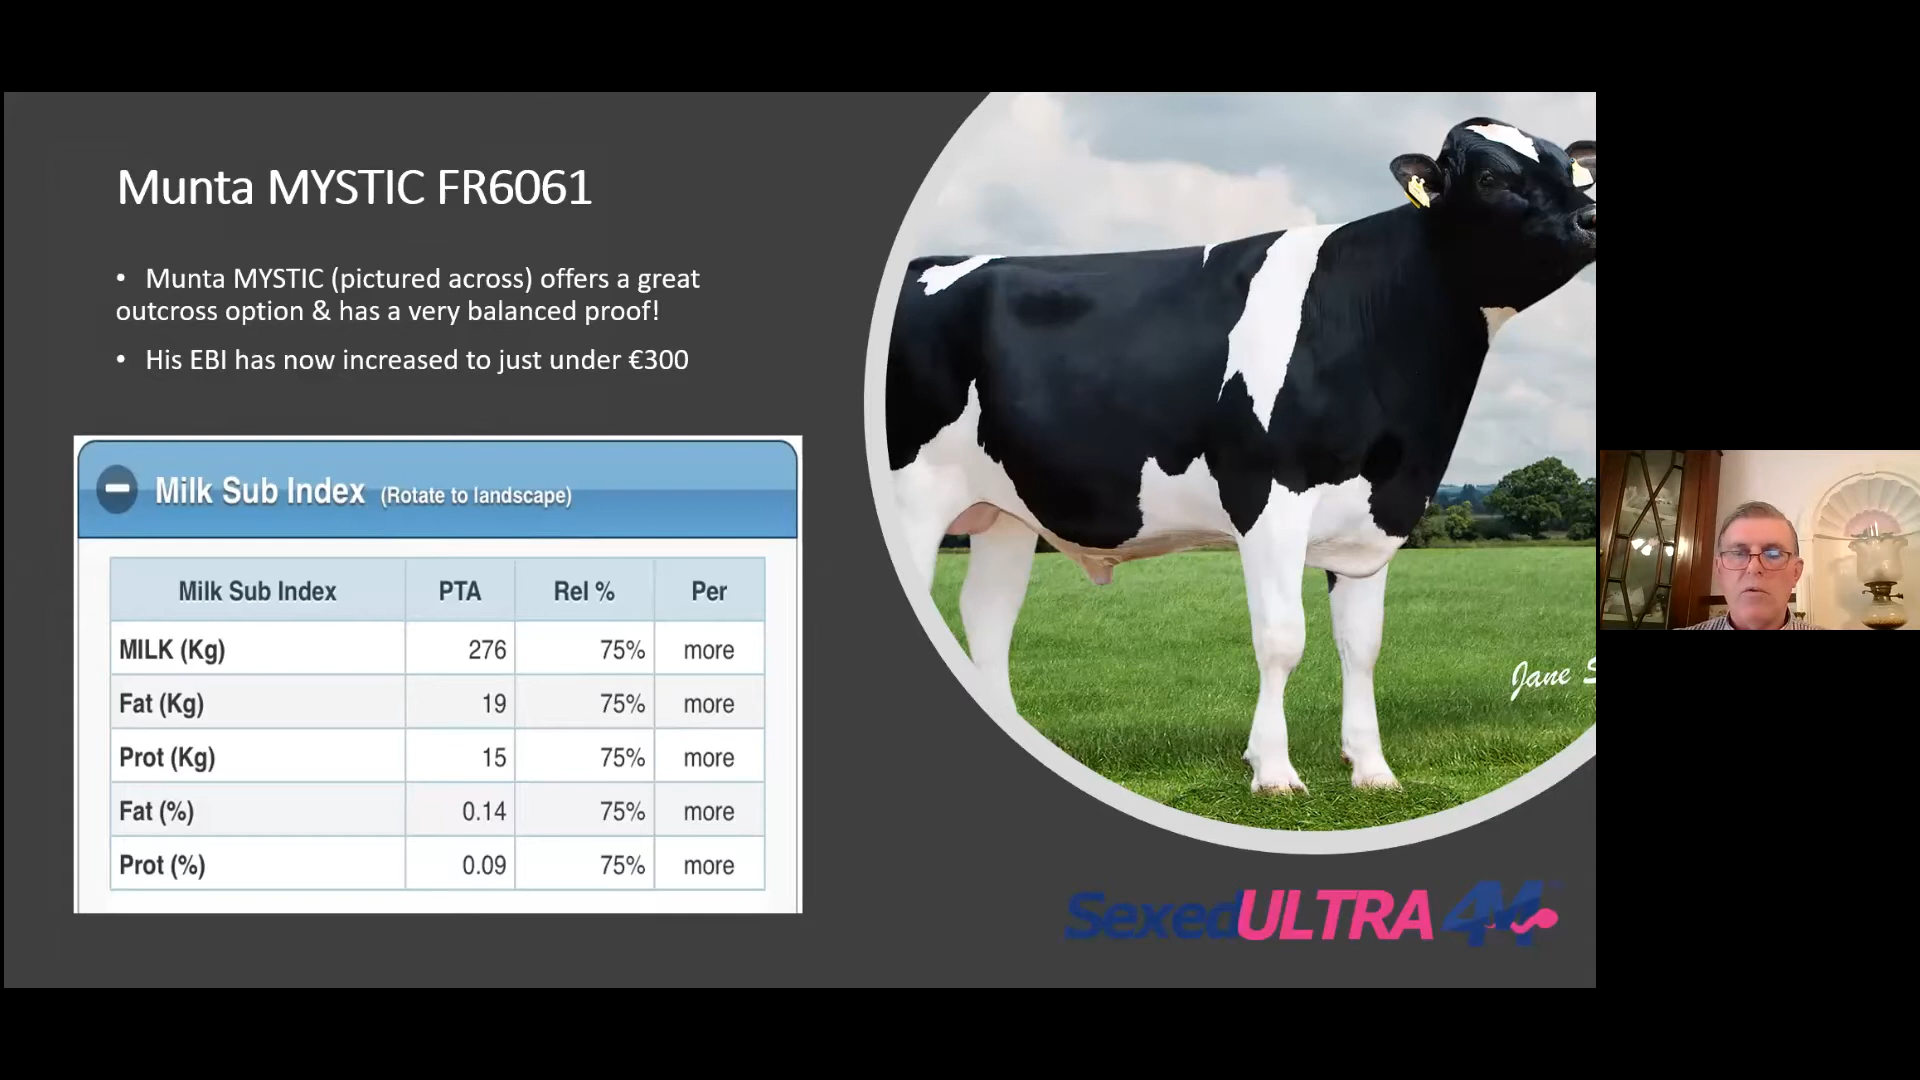 Munta MYSTIC FR6061
• Munta MYSTIC (pictured across) offers a great
outcross option & has a very balanced proof!
• His EBI has now increased to just under €300
Milk Sub Index (Rotate to landscape)
Milk Sub Index PTA Rel % Per
MILK (Kg) 276 75% more
Fat (Kg) 19 75% more
Prot (Kg) 15 75% more
Fat (%) 0.14 75% more
Prot (%) 0.09 75% more
Jane S
SexedULTRA 4M